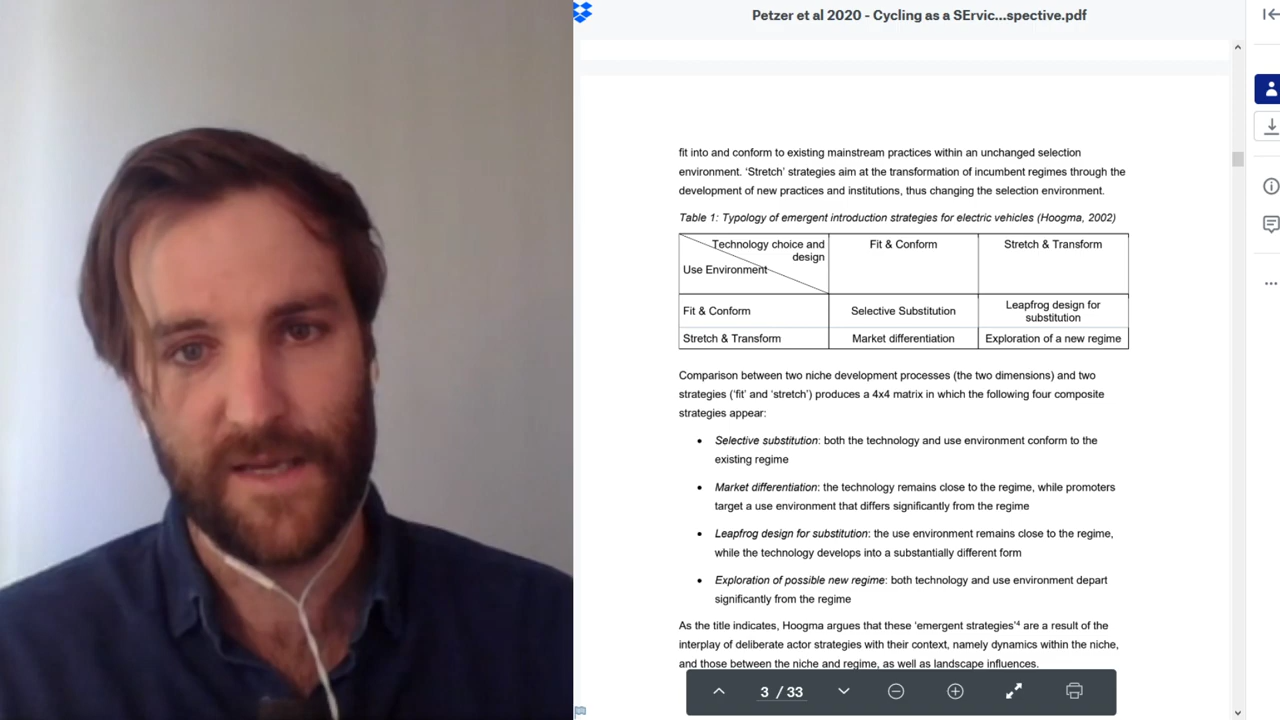 Petzer et al 2020 - Cycling as a SErvic...spective.pdf
fit into and conform to existing mainstream practices within an unchanged selection
environment. ‘Stretch’ strategies aim at the transformation of incumbent regimes through the
development of new practices and institutions, thus changing the selection environment.
Table 1: Typology of emergent introduction strategies for electric vehicles (Hoogma, 2002)
Technology choice and
design
Use Environment
Fit & Conform
Stretch & Transform
Fit & Conform
Selective Substitution
Leapfrog design for
substitution
Stretch & Transform
Market differentiation
Exploration of a new regime
Comparison between two niche development processes (the two dimensions) and two
strategies (‘fit’ and ‘stretch’) produces a 4x4 matrix in which the following four composite
strategies appear:
• Selective substitution: both the technology and use environment conform to the
existing regime
• Market differentiation: the technology remains close to the regime, while promoters
target a use environment that differs significantly from the regime
• Leapfrog design for substitution: the use environment remains close to the regime,
while the technology develops into a substantially different form
• Exploration of possible new regime: both technology and use environment depart
significantly from the regime
As the title indicates, Hoogma argues that these ‘emergent strategies’⁴ are a result of the
interplay of deliberate actor strategies with their context, namely dynamics within the niche,
and those between the niche and regime, as well as landscape influences.
3 / 33